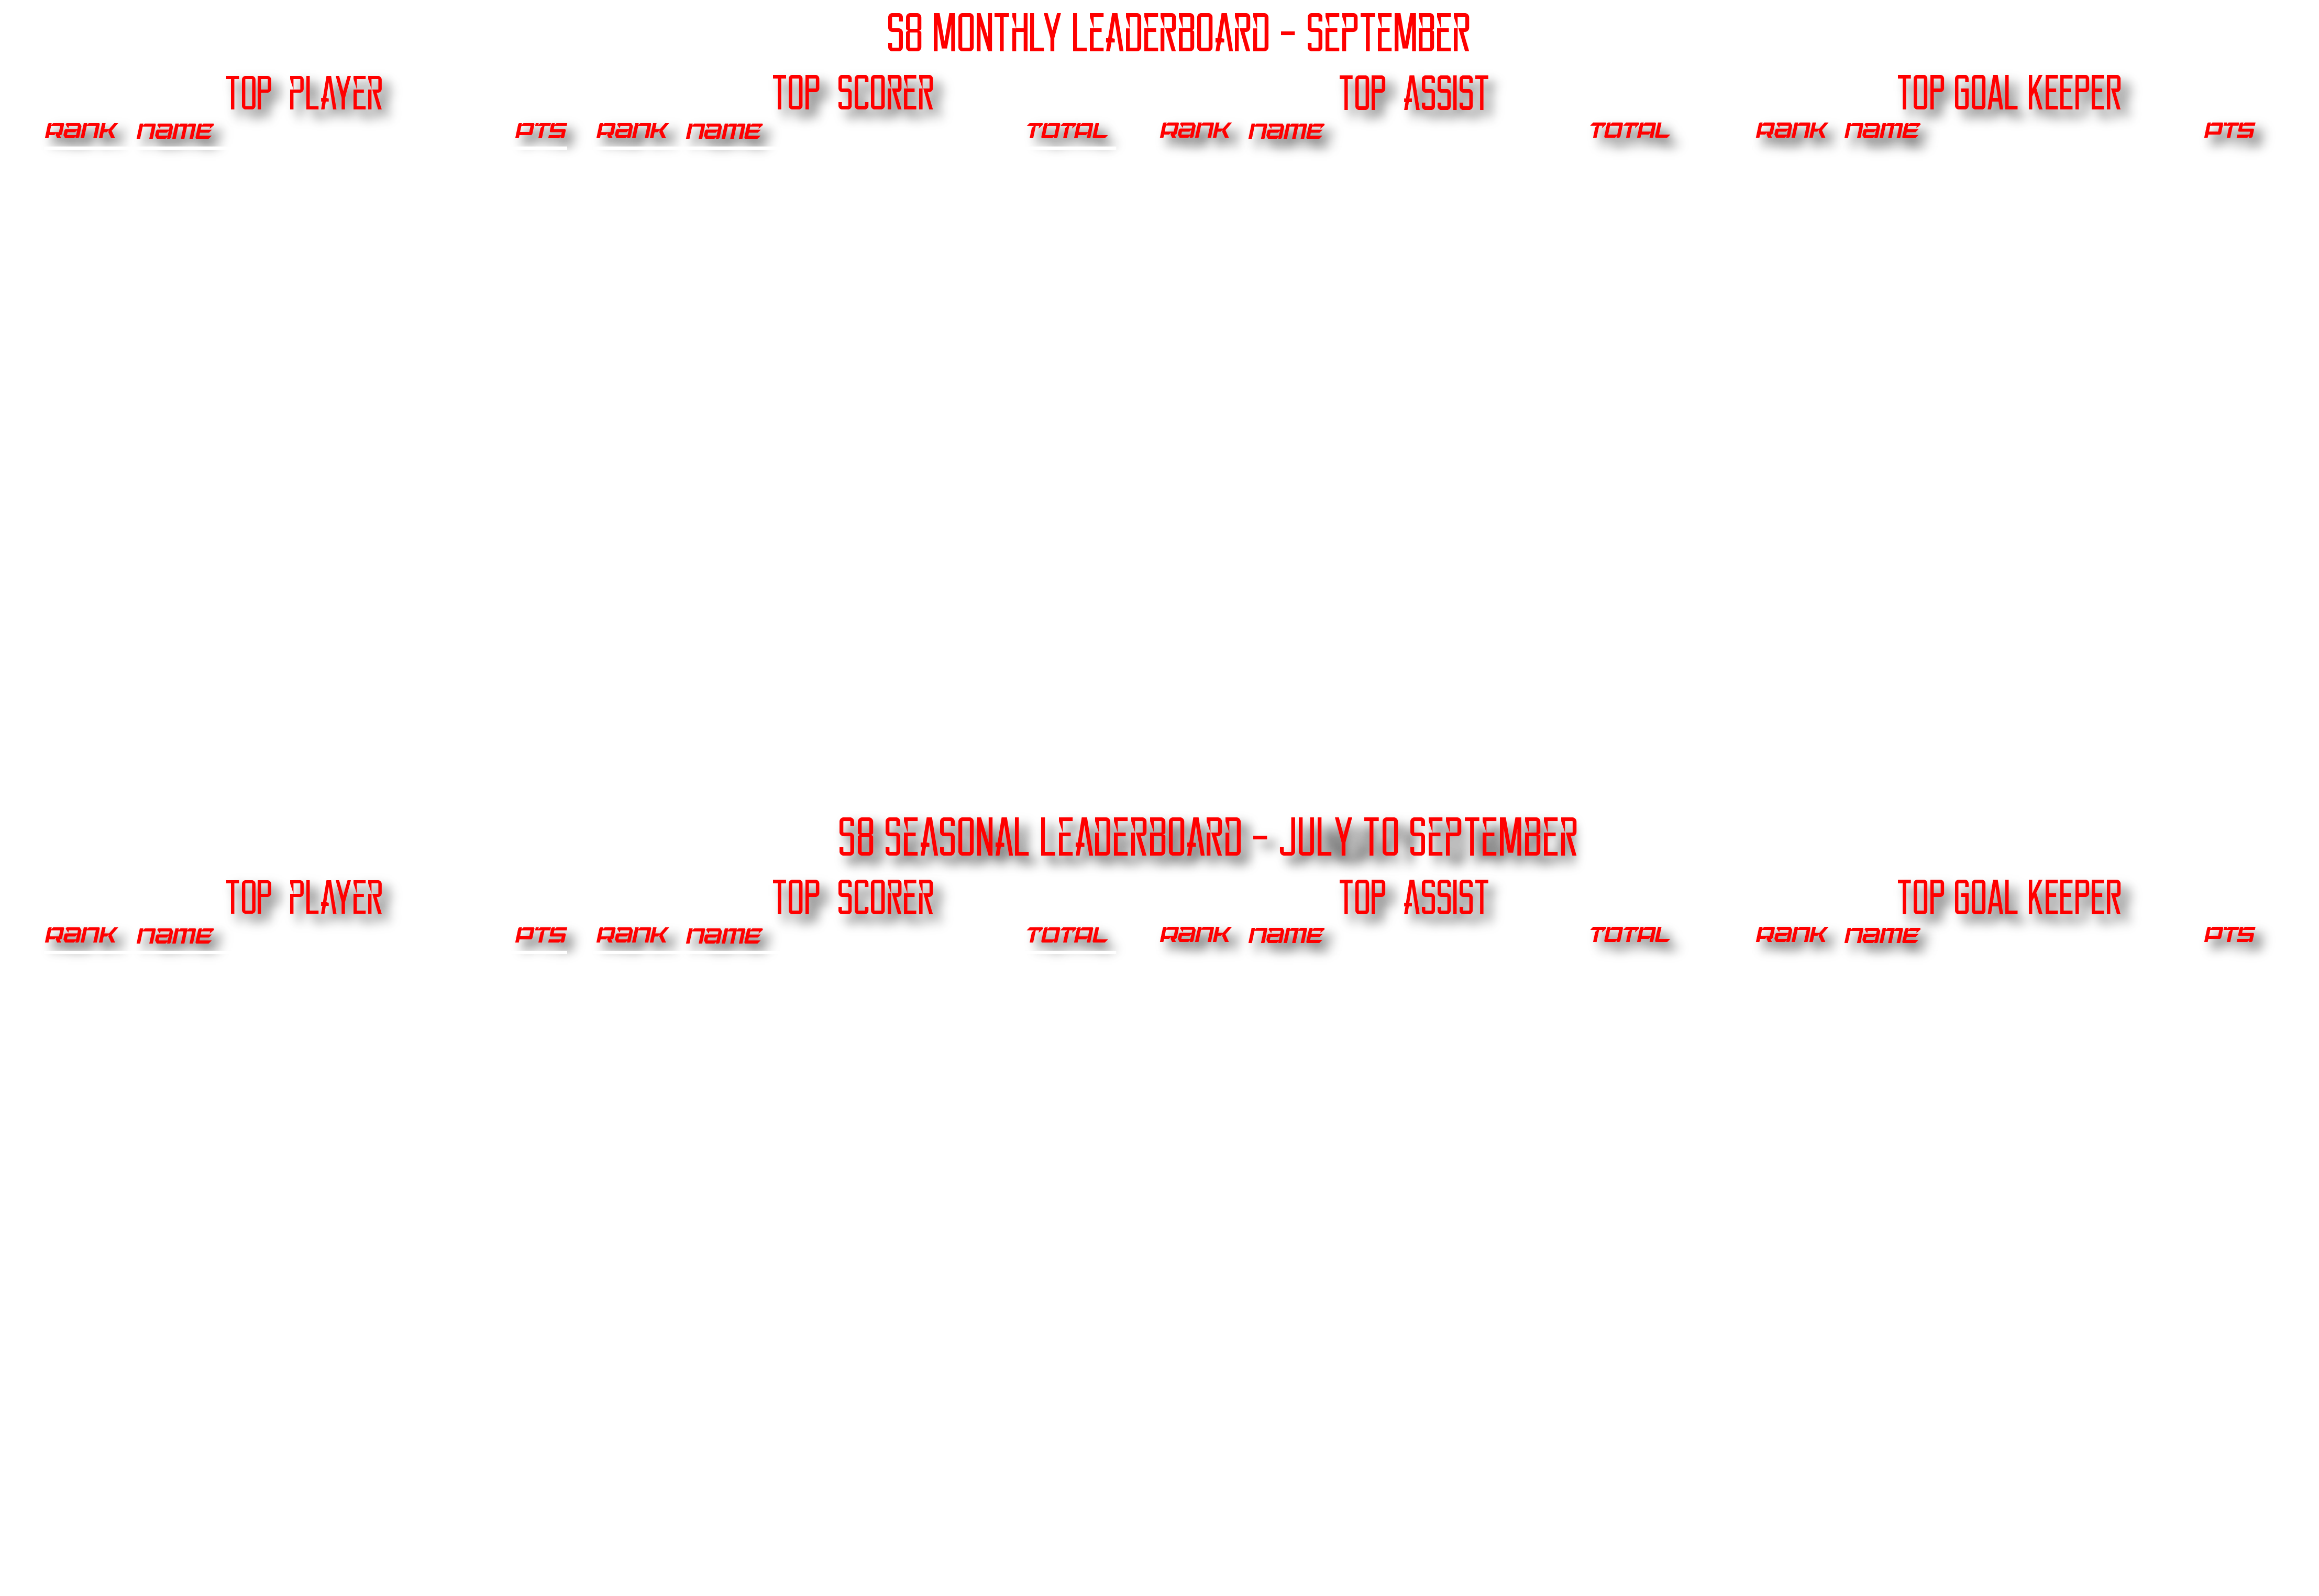 S8 MONTHLY LEADERBOARD - SEPTEMBER
TOP PLAYER TOP SCORER TOP ASSIST TOP GOAL KEEPER
RANK NAME PTS RANK NAME TOTAL RANK NAME TOTAL RANK NAME PTS
S8 SEASONAL LEADERBOARD - JULY TO SEPTEMBER
TOP PLAYER TOP SCORER TOP ASSIST TOP GOAL KEEPER
RANK NAME PTS RANK NAME TOTAL RANK NAME TOTAL RANK NAME PTS